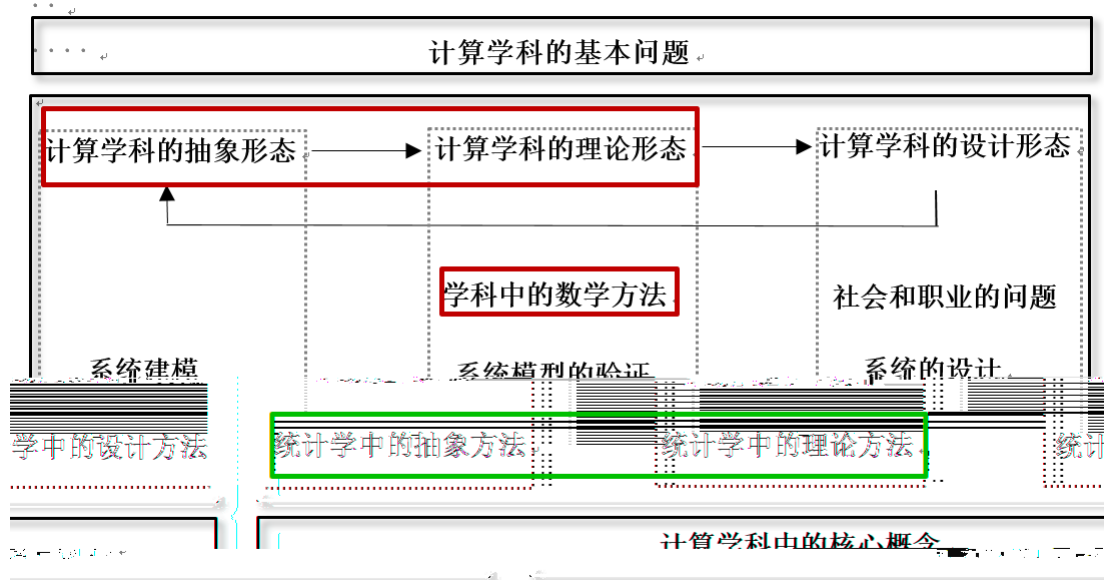 计算学科的基本问题
计算学科的抽象形态 计算学科的理论形态 计算学科的设计形态
学科中的数学方法 社会和职业的问题
系统建模 系统模型的验证 系统的设计
学中的设计方法 统计学中的抽象方法 统计学中的理论方法 统计
计算学科中的核心概念